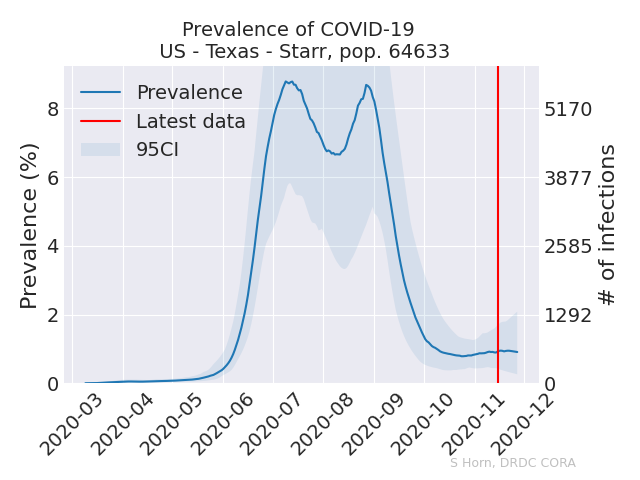 Prevalence of COVID-19
US - Texas - Starr, pop. 64633
Prevalence
Latest data
95CI
Prevalence (%)
8
6
4
2
0
# of infections
5170
3877
2585
1292
0
2020-03
2020-04
2020-05
2020-06
2020-07
2020-08
2020-09
2020-10
2020-11
2020-12
S Horn, DRDC CORA